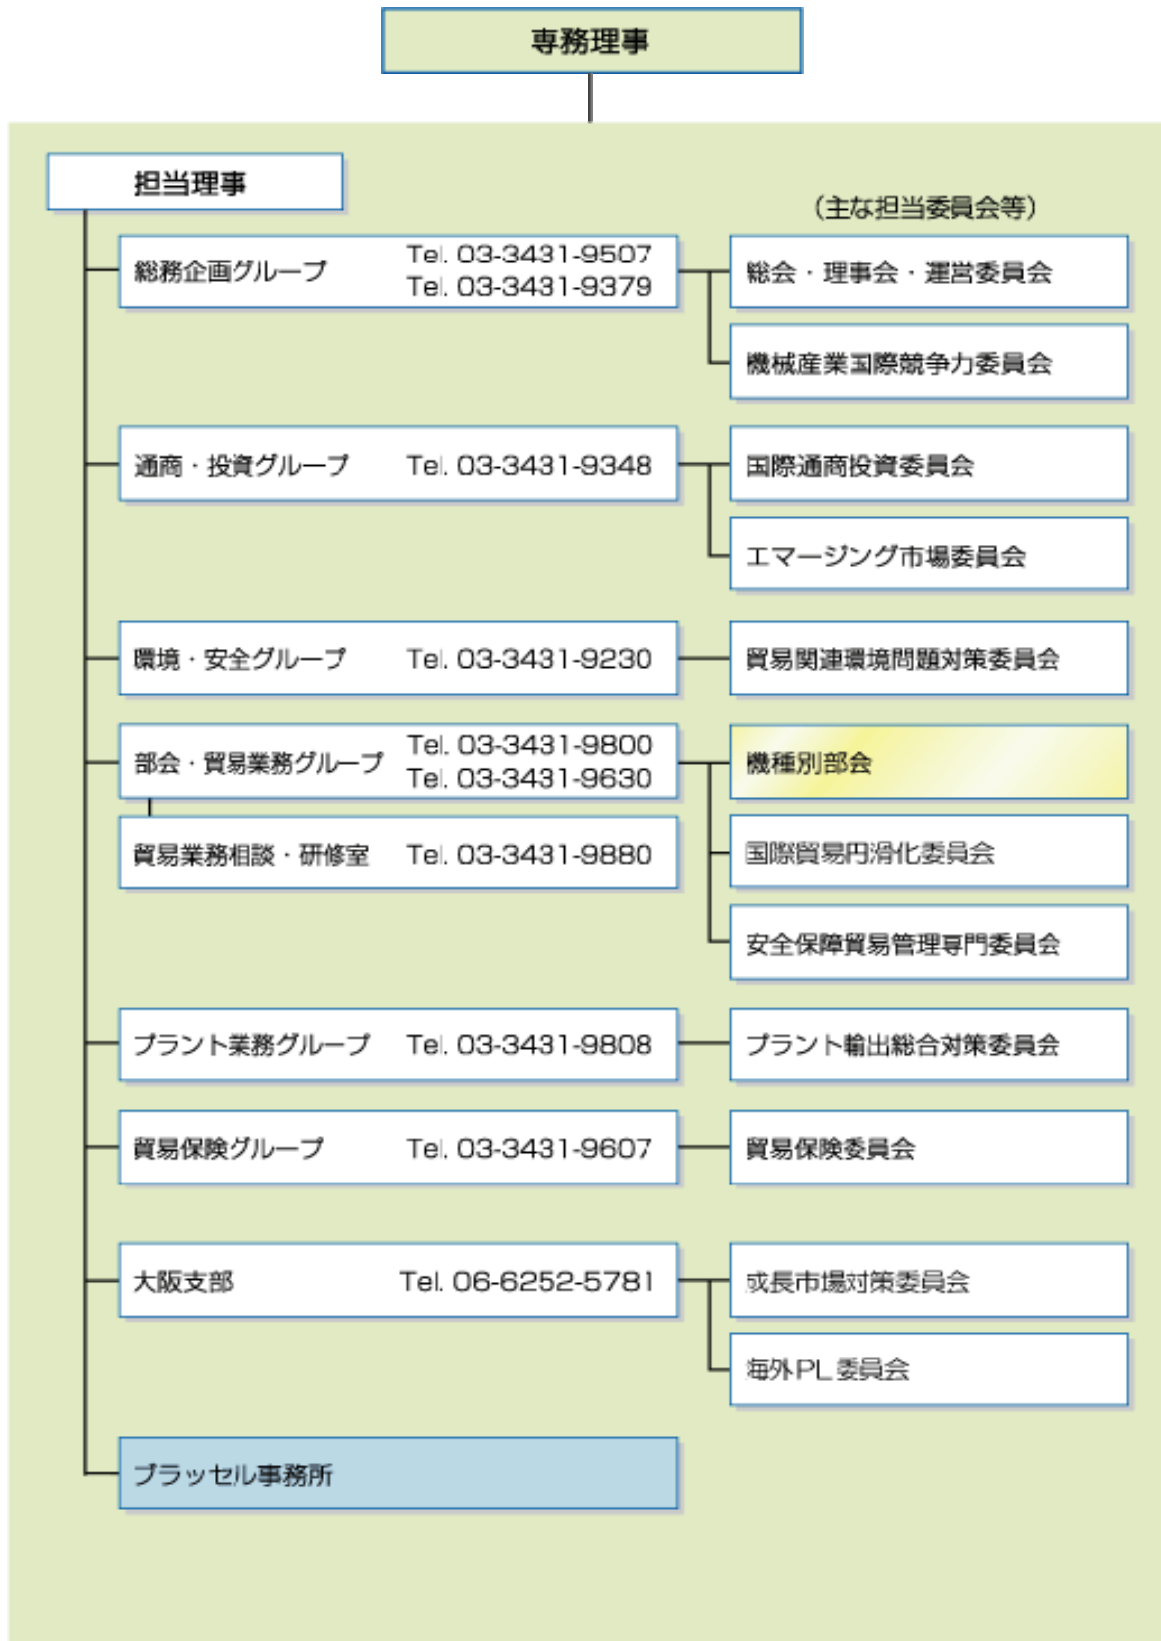 専務理事
担当理事
（主な担当委員会等）
総務企画グループ
Tel. 03-3431-9507
Tel. 03-3431-9379
総会・理事会・運営委員会
機械産業国際競争力委員会
通商・投資グループ
Tel. 03-3431-9348
国際通商投資委員会
エマージング市場委員会
環境・安全グループ
Tel. 03-3431-9230
貿易関連環境問題対策委員会
部会・貿易業務グループ
Tel. 03-3431-9800
Tel. 03-3431-9630
機種別部会
貿易業務相談・研修室
Tel. 03-3431-9880
国際貿易円滑化委員会
安全保障貿易管理専門委員会
プラント業務グループ
Tel. 03-3431-9808
プラント輸出総合対策委員会
貿易保険グループ
Tel. 03-3431-9607
貿易保険委員会
大阪支部
Tel. 06-6252-5781
成長市場対策委員会
海外PL委員会
ブラッセル事務所